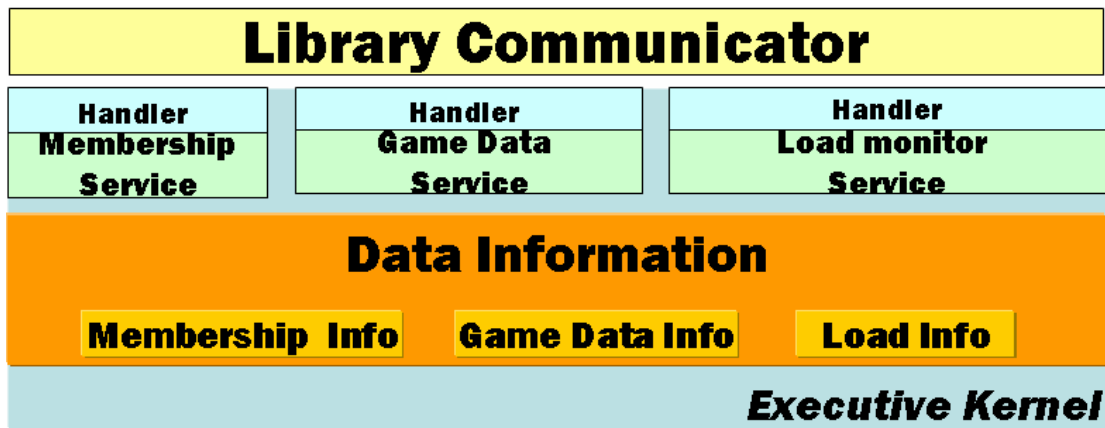 Library Communicator
Handler
Membership
Service
Handler
Game Data
Service
Handler
Load monitor
Service
Data Information
Membership Info
Game Data Info
Load Info
Executive Kernel